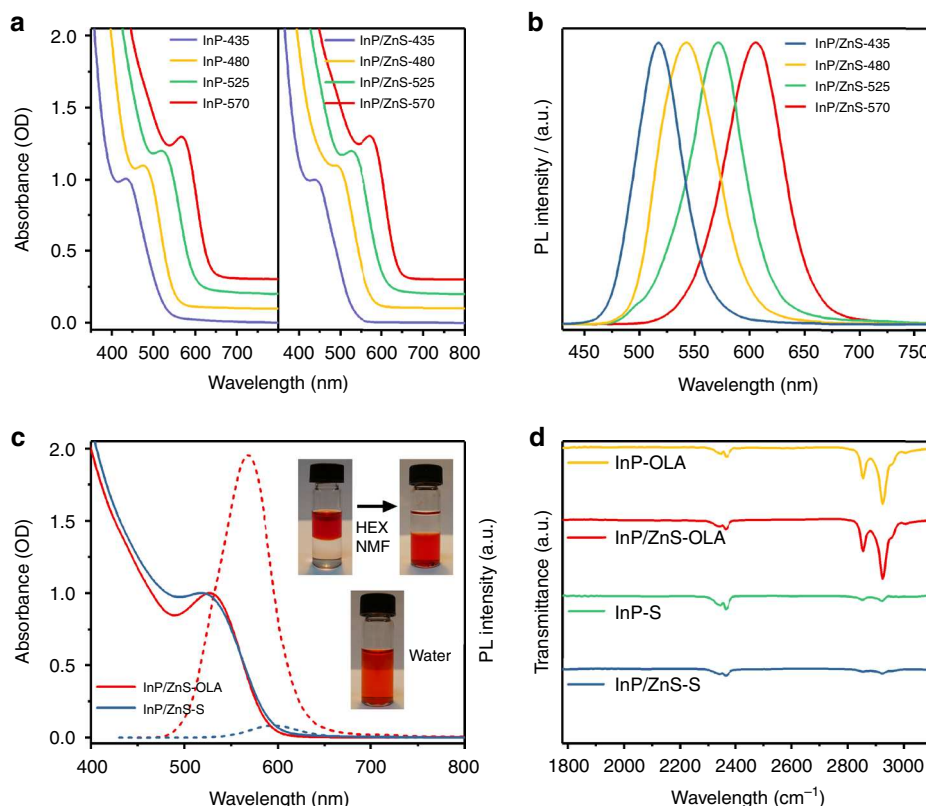 a
2.0
1.5
1.0
0.5
0.0
Absorbance (OD)
InP-435
InP-480
InP-525
InP-570
InP/ZnS-435
InP/ZnS-480
InP/ZnS-525
InP/ZnS-570
400 500 600 700
400 500 600 700 800
Wavelength (nm)
b
PL intensity / (a.u.)
InP/ZnS-435
InP/ZnS-480
InP/ZnS-525
InP/ZnS-570
450 500 550 600 650 700 750
Wavelength (nm)
c
2.0
1.5
1.0
0.5
0.0
Absorbance (OD)
HEX
NMF
Water
InP/ZnS-OLA
InP/ZnS-S
PL intensity (a.u.)
400 500 600 700 800
Wavelength (nm)
d
Transmittance (a.u.)
InP-OLA
InP/ZnS-OLA
InP-S
InP/ZnS-S
1800 2000 2200 2400 2600 2800 3000
Wavelength (cm⁻¹)